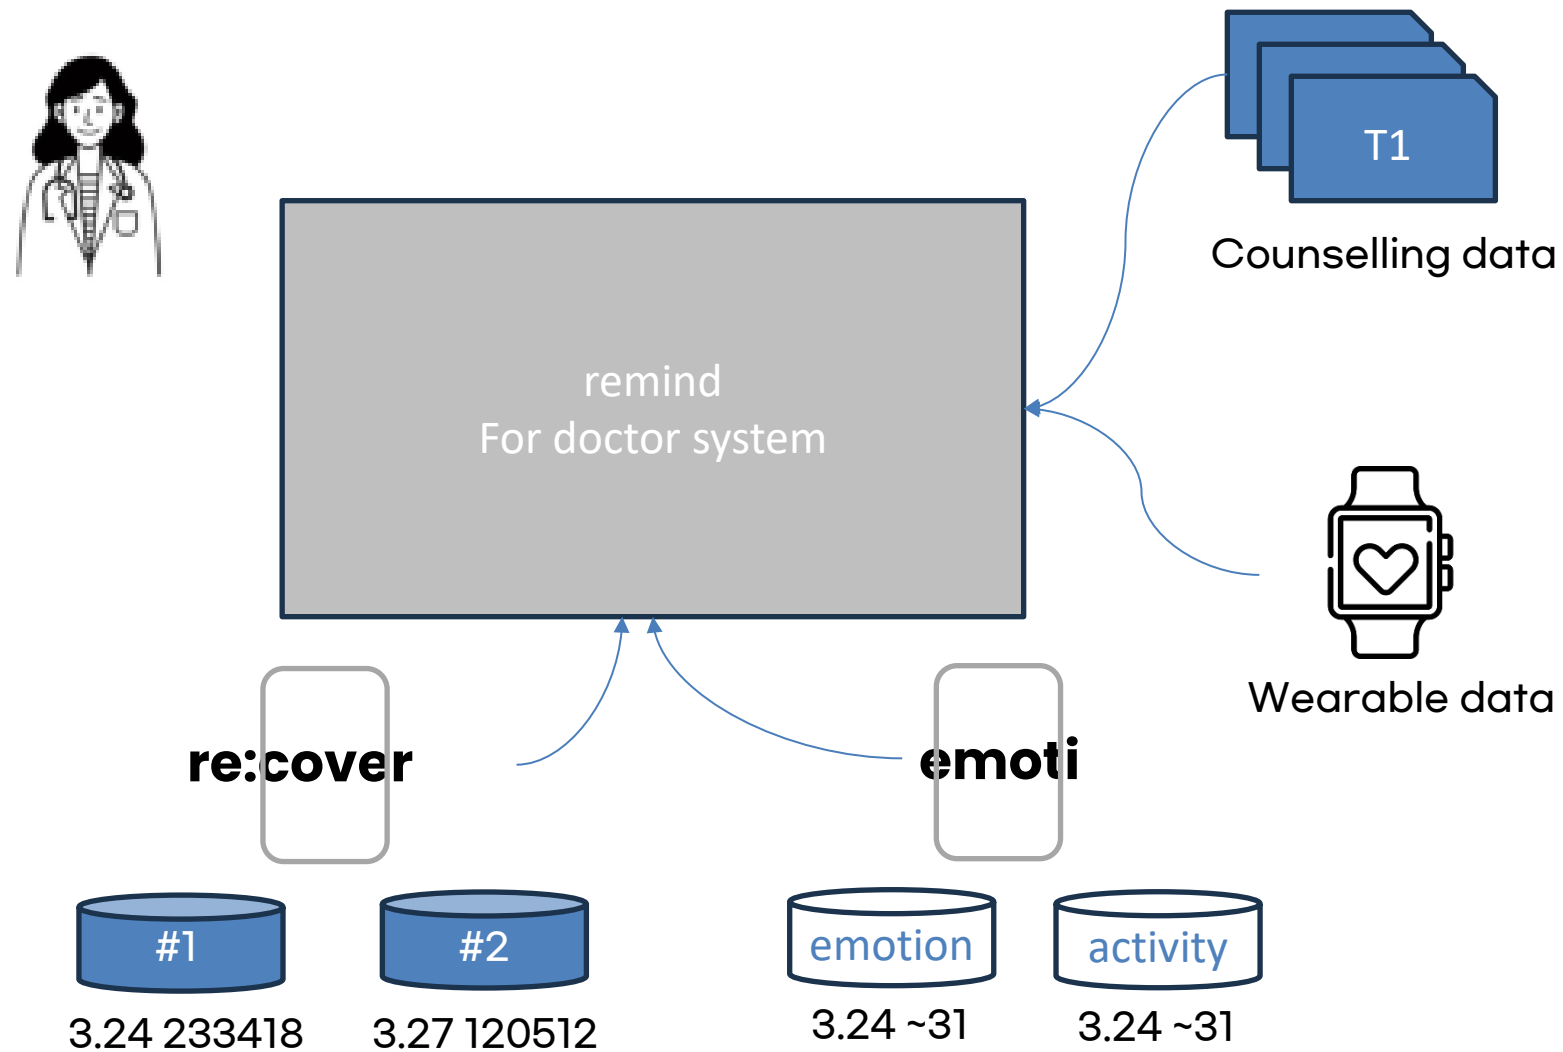 T1
Counselling data
remind
For doctor system
Wearable data
re:cover
emoti
#1
#2
emotion
activity
3.24 233418
3.27 120512
3.24 ~31
3.24 ~31